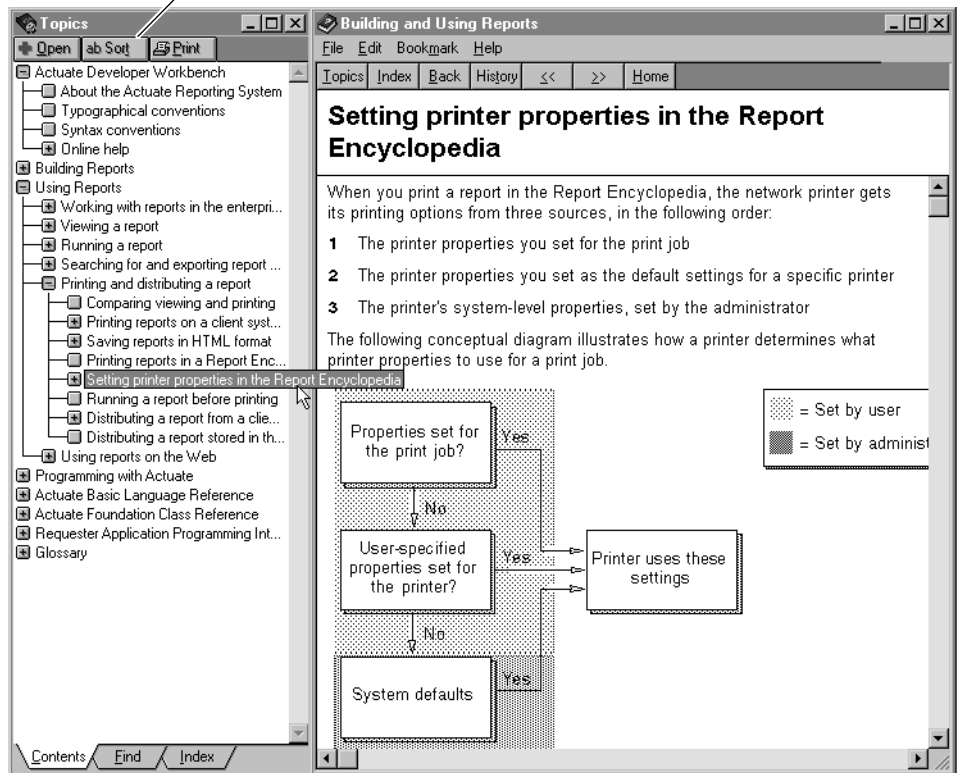 Topics
Open ab Sort Print
Actuate Developer Workbench
About the Actuate Reporting System
Typographical conventions
Syntax conventions
Online help
Building Reports
Using Reports
Working with reports in the enterpri...
Viewing a report
Running a report
Searching for and exporting report ...
Printing and distributing a report
Comparing viewing and printing
Printing reports on a client syst...
Saving reports in HTML format
Printing reports in a Report Enc...
Setting printer properties in the Report Encyclopedia
Running a report before printing
Distributing a report from a clie...
Distributing a report stored in th...
Using reports on the Web
Programming with Actuate
Actuate Basic Language Reference
Actuate Foundation Class Reference
Requester Application Programming Int...
Glossary
Contents Find Index
Building and Using Reports
File Edit Bookmark Help
Topics Index Back History << >> Home
Setting printer properties in the Report
Encyclopedia
When you print a report in the Report Encyclopedia, the network printer gets
its printing options from three sources, in the following order:
1 The printer properties you set for the print job
2 The printer properties you set as the default settings for a specific printer
3 The printer's system-level properties, set by the administrator
The following conceptual diagram illustrates how a printer determines what
printer properties to use for a print job.
= Set by user
= Set by administ
Properties set for
the print job?
Yes
No
User-specified
properties set for
the printer?
Yes
Printer uses these
settings
No
System defaults
Yes